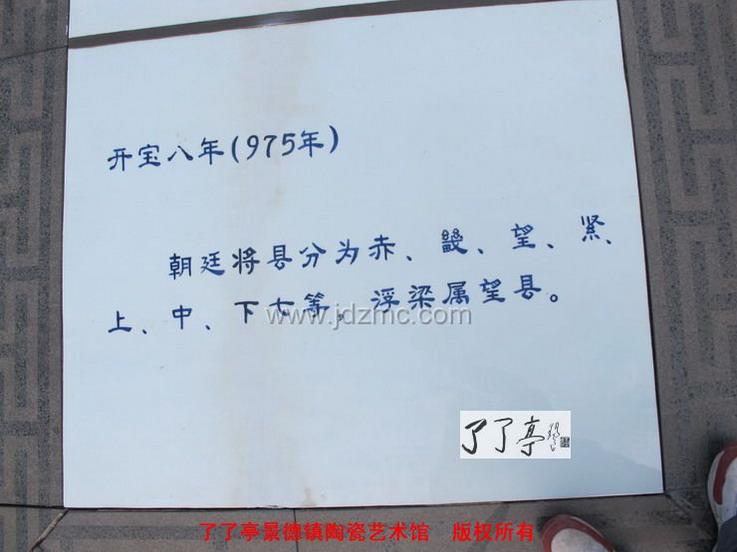 开宝八年(975年)
朝廷将县分为赤、畿、望、紧、
上、中、下七等，浮梁属望县。
www.jdzmc.com
了了亭
了了亭景德镇陶瓷艺术馆 版权所有